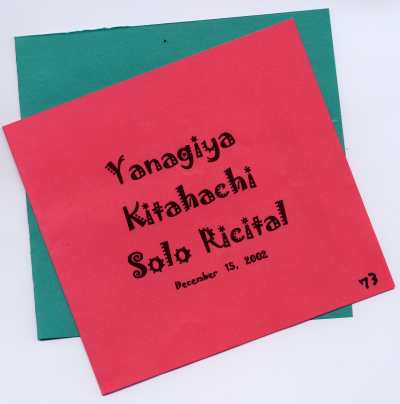 Yanagiya
Kitahachi
Solo Ricital
December 15, 2002
73